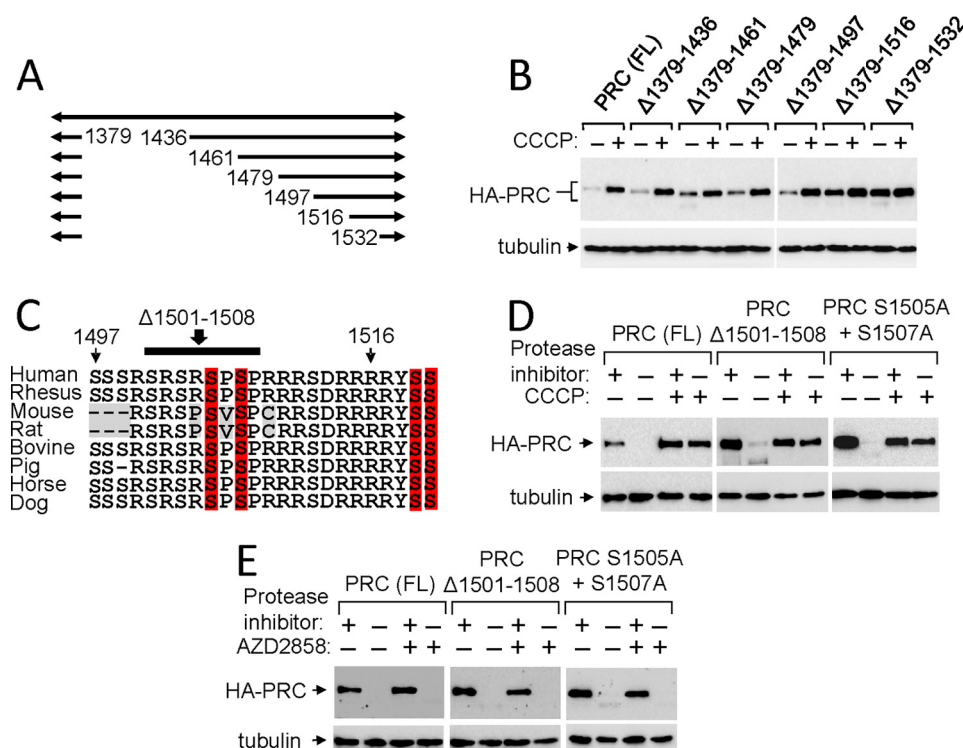 A
1379 1436
1461
1479
1497
1516
1532
B
PRC (FL) Δ1379-1436 Δ1379-1461 Δ1379-1479 Δ1379-1497 Δ1379-1516 Δ1379-1532
CCCP: – + – + – + – + – + – + – +
HA-PRC
tubulin
C
Δ1501-1508
1497 1516
Human SSSRSRSRSPSPRRRSDRRRRYSS
Rhesus SSSRSRSRSPSPRRRSDRRRRYSS
Mouse ---RSRSPSVSPCRRSDRRRRYSS
Rat ---RSRSPSVSPCRRSDRRRRYSS
Bovine SSSRSRSRSPSPRRRSDRRRRYSS
Pig SS-RSRSRSPSPRRRSDRRRRYSS
Horse SSSRSRSRSPSPRRRSDRRRRYSS
Dog SSSRSRSRSPSPRRRSDRRRRYSS
D
PRC (FL) PRC Δ1501-1508 PRC S1505A + S1507A
Protease
inhibitor: + – + – + – + – + – + –
CCCP: – – + + – – + + – – + +
HA-PRC
tubulin
E
PRC (FL) PRC Δ1501-1508 PRC S1505A + S1507A
Protease
inhibitor: + – + – + – + – + – + –
AZD2858: – – + + – – + + – – + +
HA-PRC
tubulin